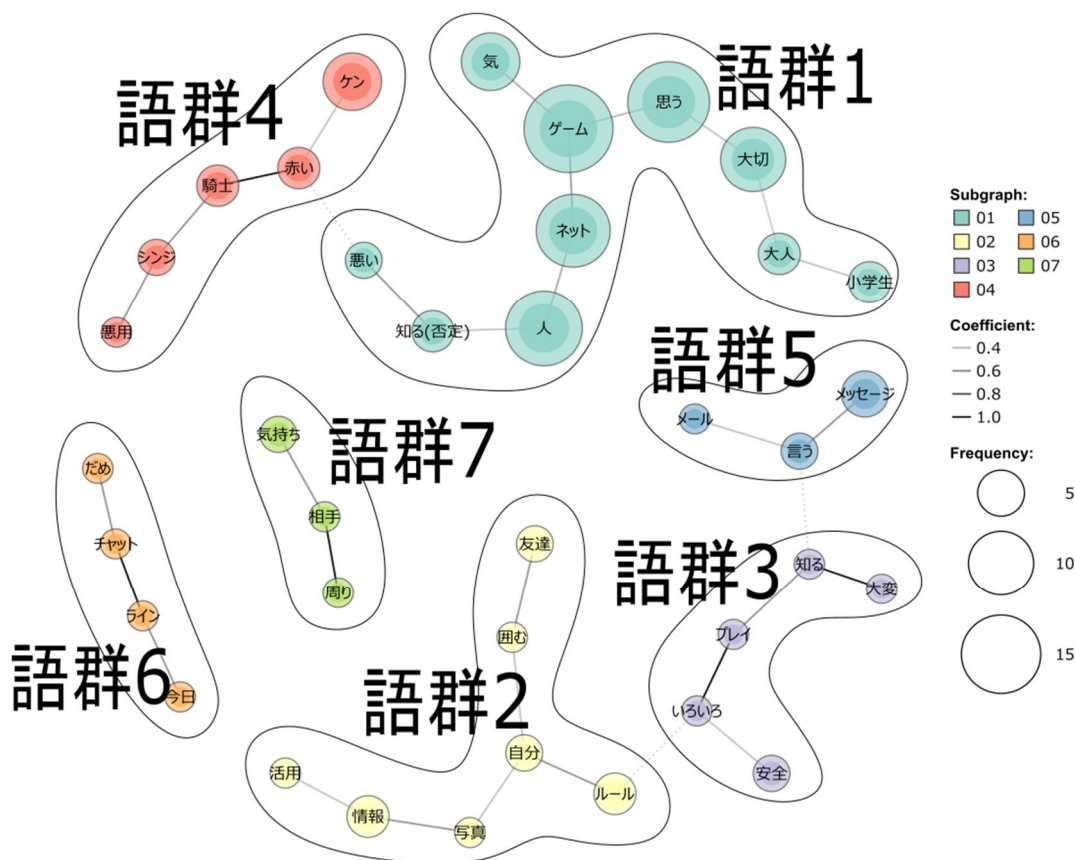 語群4
ケン
赤い
騎士
シンジ
悪用
語群1
気
ゲーム
思う
大切
ネット
大人
小学生
悪い
知る(否定)
人
語群5
メッセージ
メール
言う
語群7
気持ち
相手
周り
語群6
だめ
チャット
ライン
今日
語群2
友達
囲む
自分
ルール
活用
情報
写真
語群3
知る
大変
プレイ
いろいろ
安全
Subgraph:
01 05
02 06
03 07
04
Coefficient:
0.4
0.6
0.8
1.0
Frequency:
5
10
15